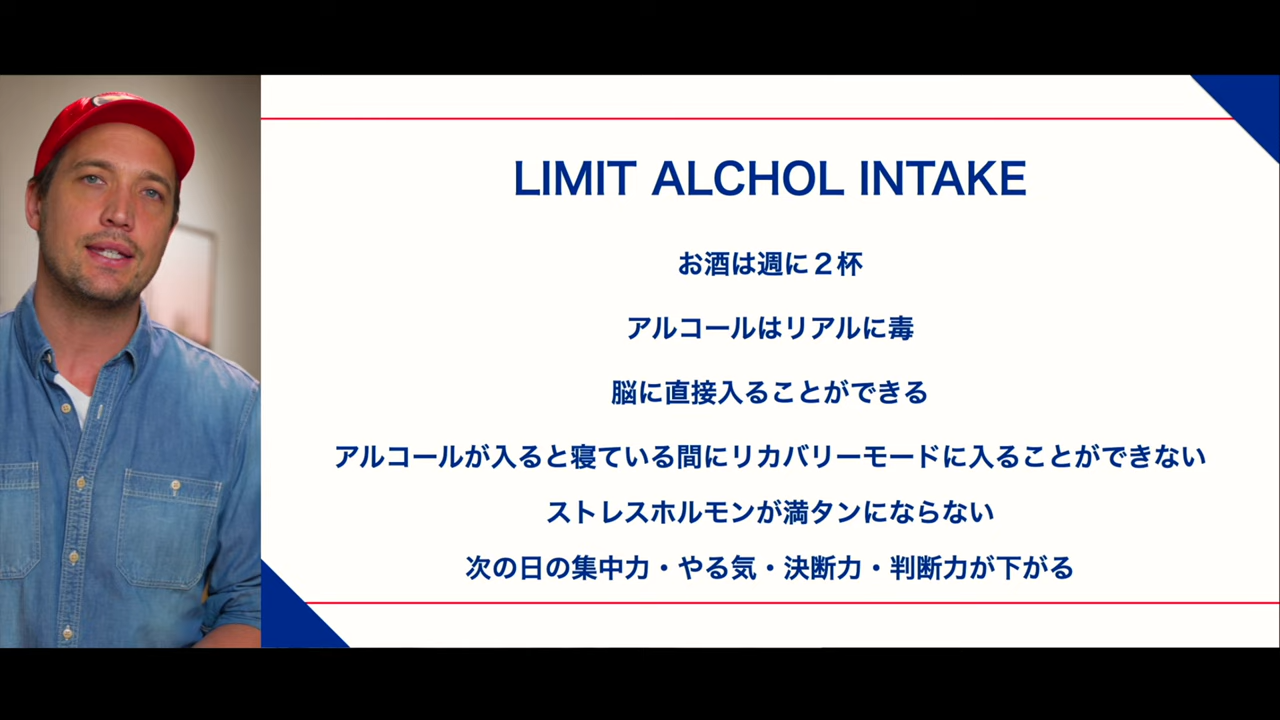 LIMIT ALCHOL INTAKE
お酒は週に２杯
アルコールはリアルに毒
脳に直接入ることができる
アルコールが入ると寝ている間にリカバリーモードに入ることができない
ストレスホルモンが満タンにならない
次の日の集中力・やる気・決断力・判断力が下がる